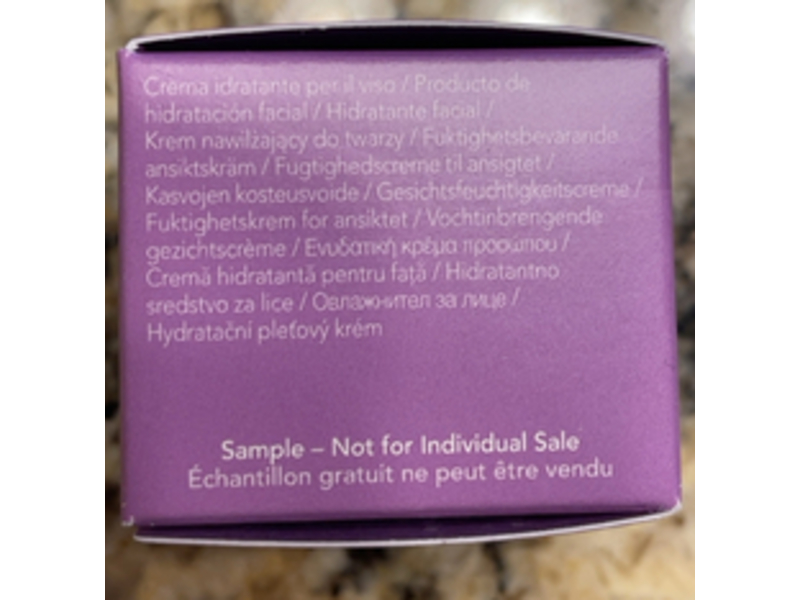 Crema idratante per il viso / Producto de
hidratación facial / Hidratante facial /
Krem nawilżający do twarzy / Fuktighetsbevarande
ansiktskräm / Fugtighedscreme til ansigtet /
Kasvojen kosteusvoide / Gesichtsfeuchtigkeitscreme /
Fuktighetskrem for ansiktet / Vochtinbrengende
gezichtscrème / Ενυδατική κρέμα προσώπου /
Cremă hidratantă pentru față / Hidratantno
sredstvo za lice / Овлажнител за лице /
Hydratační pleťový krém
Sample – Not for Individual Sale
Échantillon gratuit ne peut être vendu